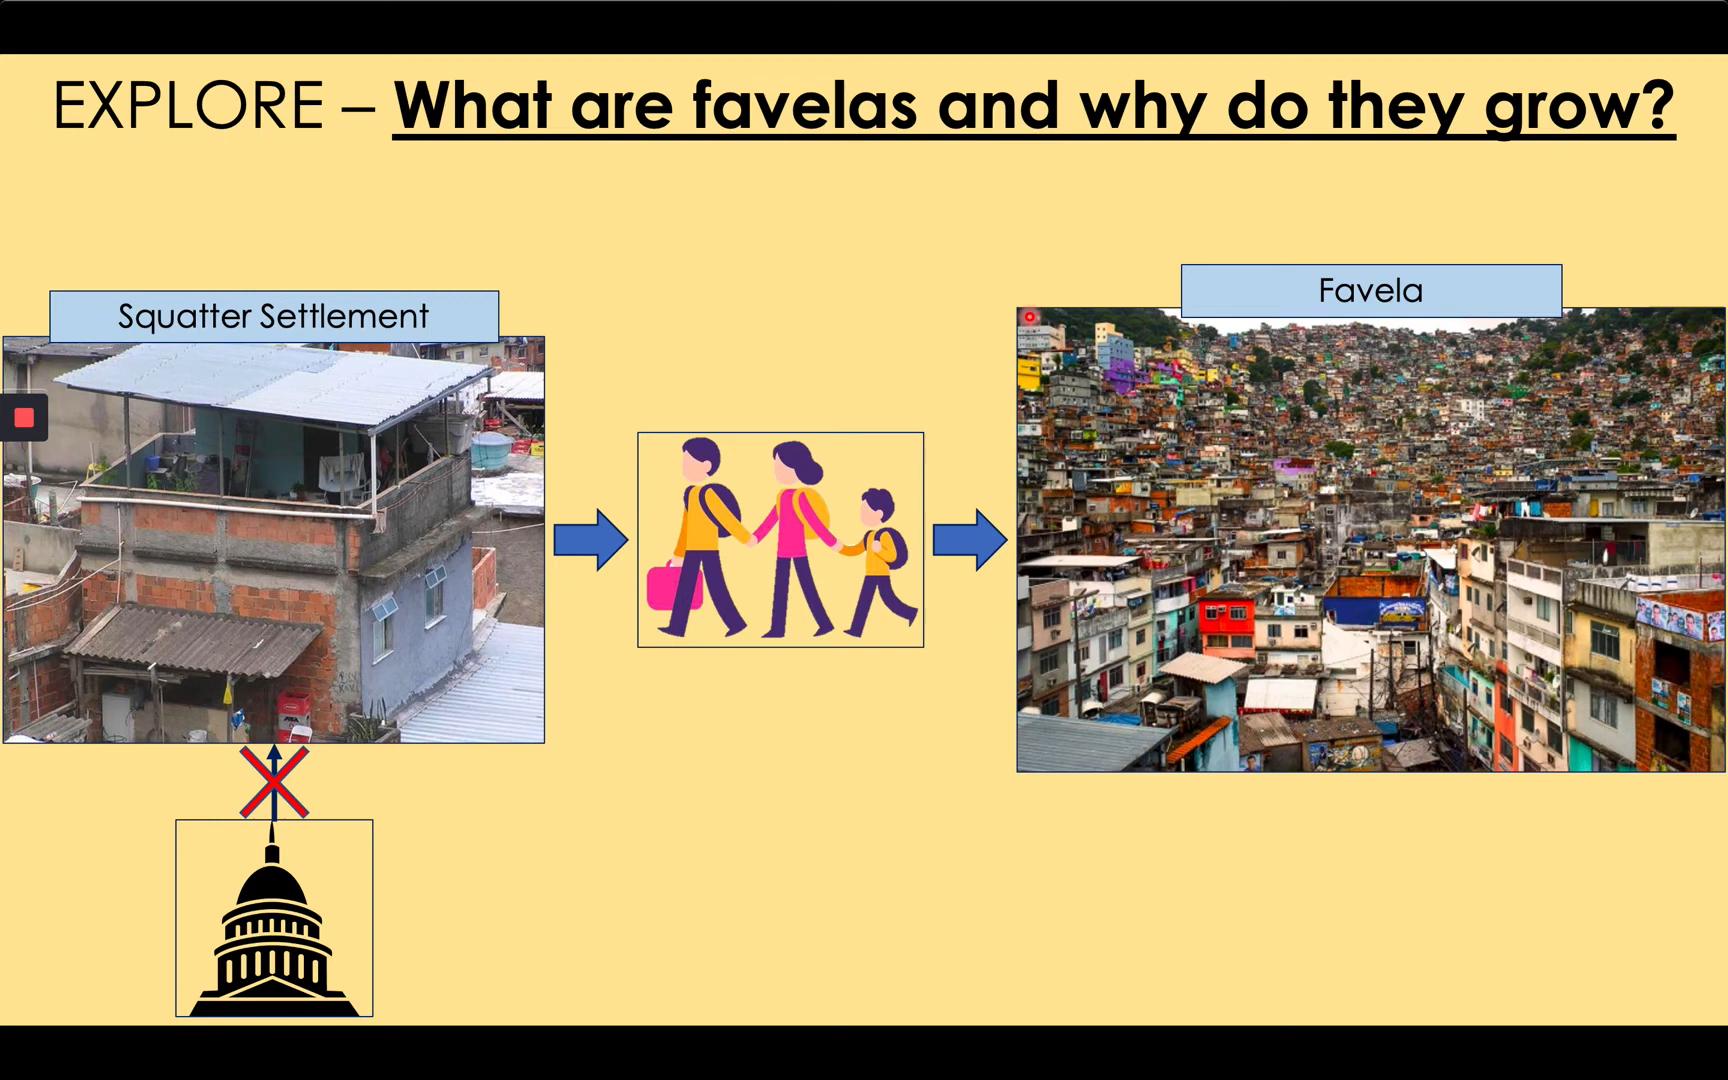 EXPLORE – What are favelas and why do they grow?
Squatter Settlement
Favela